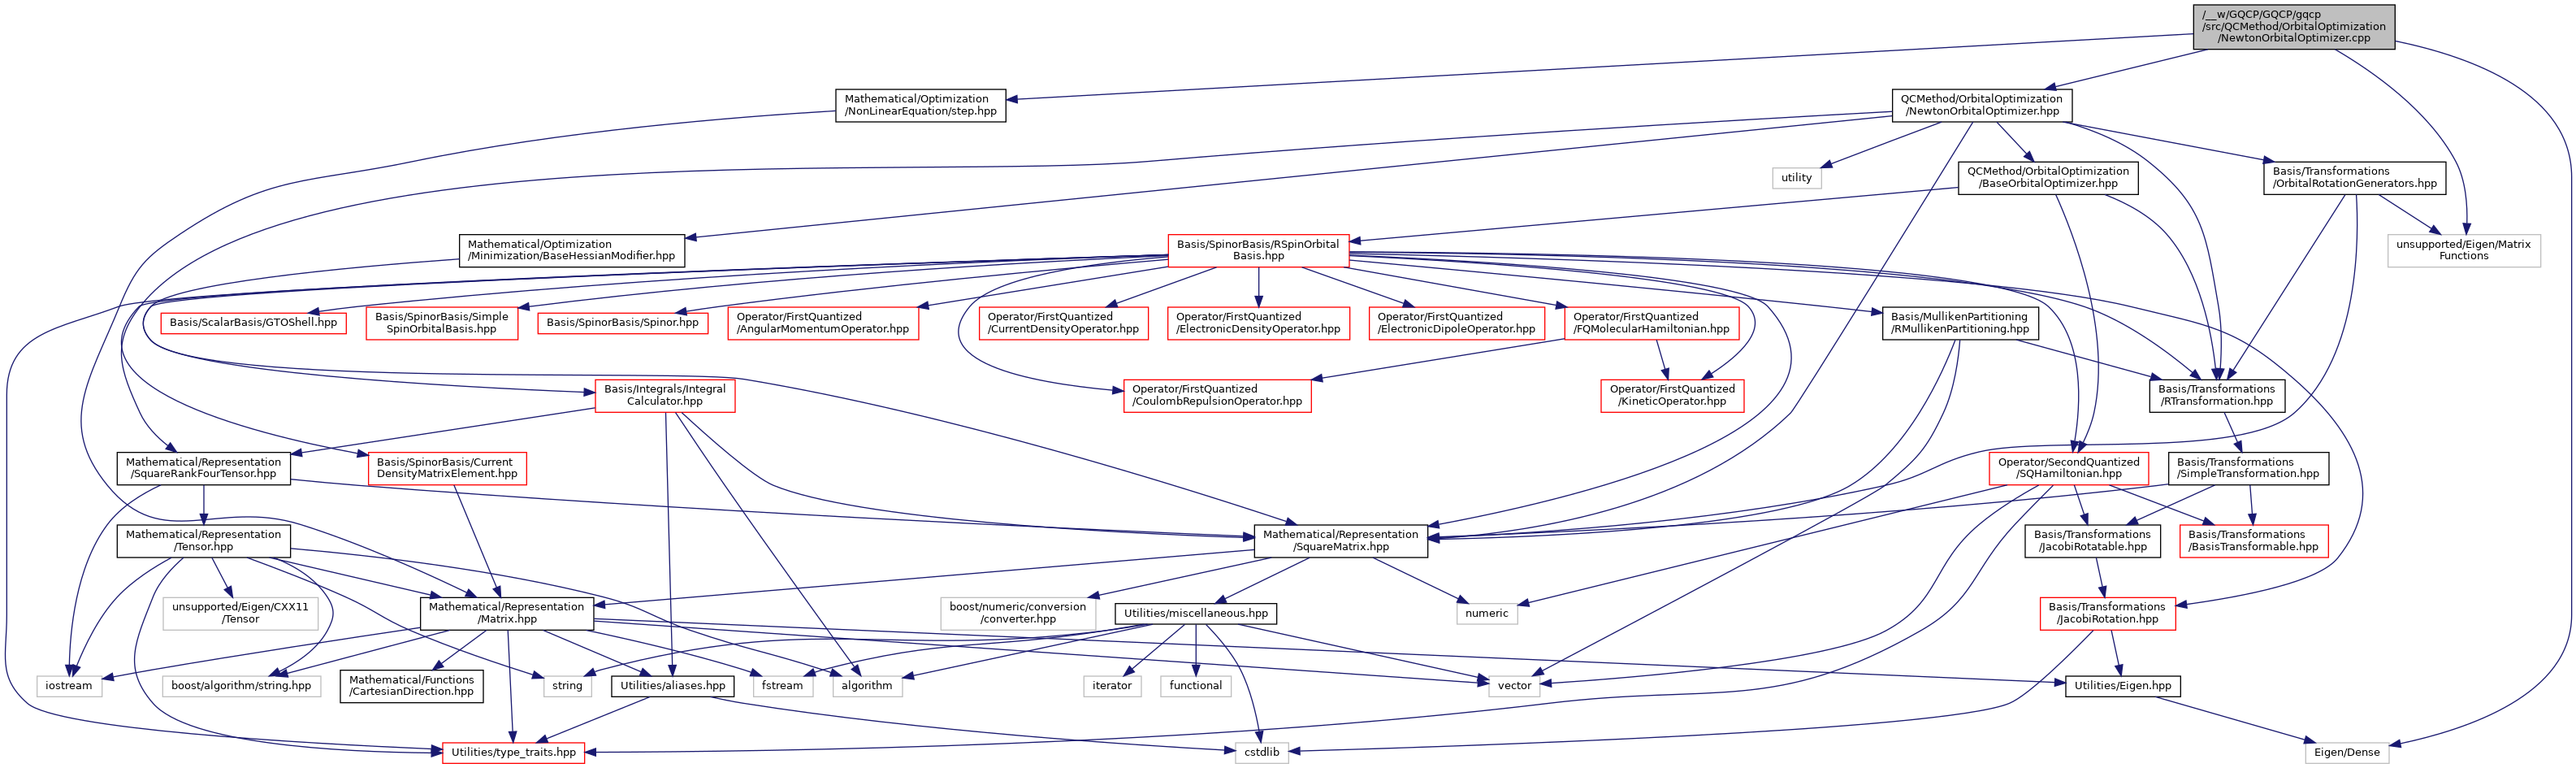 /__w/GQCP/GQCP/gqcp
/src/QCMethod/OrbitalOptimization
/NewtonOrbitalOptimizer.cpp
Mathematical/Optimization
/NonLinearEquation/step.hpp
QCMethod/OrbitalOptimization
/NewtonOrbitalOptimizer.hpp
utility
QCMethod/OrbitalOptimization
/BaseOrbitalOptimizer.hpp
Basis/Transformations
/OrbitalRotationGenerators.hpp
Mathematical/Optimization
/Minimization/BaseHessianModifier.hpp
Basis/SpinorBasis/RSpinOrbital
Basis.hpp
unsupported/Eigen/Matrix
Functions
Basis/ScalarBasis/GTOShell.hpp
Basis/SpinorBasis/Simple
SpinOrbitalBasis.hpp
Basis/SpinorBasis/Spinor.hpp
Operator/FirstQuantized
/AngularMomentumOperator.hpp
Operator/FirstQuantized
/CurrentDensityOperator.hpp
Operator/FirstQuantized
/ElectronicDensityOperator.hpp
Operator/FirstQuantized
/ElectronicDipoleOperator.hpp
Operator/FirstQuantized
/FQMolecularHamiltonian.hpp
Basis/MullikenPartitioning
/RMullikenPartitioning.hpp
Basis/Integrals/Integral
Calculator.hpp
Operator/FirstQuantized
/CoulombRepulsionOperator.hpp
Operator/FirstQuantized
/KineticOperator.hpp
Basis/Transformations
/RTransformation.hpp
Mathematical/Representation
/SquareRankFourTensor.hpp
Basis/SpinorBasis/Current
DensityMatrixElement.hpp
Operator/SecondQuantized
/SQHamiltonian.hpp
Basis/Transformations
/SimpleTransformation.hpp
Mathematical/Representation
/Tensor.hpp
Mathematical/Representation
/SquareMatrix.hpp
Basis/Transformations
/JacobiRotatable.hpp
Basis/Transformations
/BasisTransformable.hpp
unsupported/Eigen/CXX11
/Tensor
Mathematical/Representation
/Matrix.hpp
boost/numeric/conversion
/converter.hpp
Utilities/miscellaneous.hpp
numeric
Basis/Transformations
/JacobiRotation.hpp
iostream
boost/algorithm/string.hpp
Mathematical/Functions
/CartesianDirection.hpp
string
Utilities/aliases.hpp
fstream
algorithm
iterator
functional
vector
Utilities/Eigen.hpp
Utilities/type_traits.hpp
cstdlib
Eigen/Dense